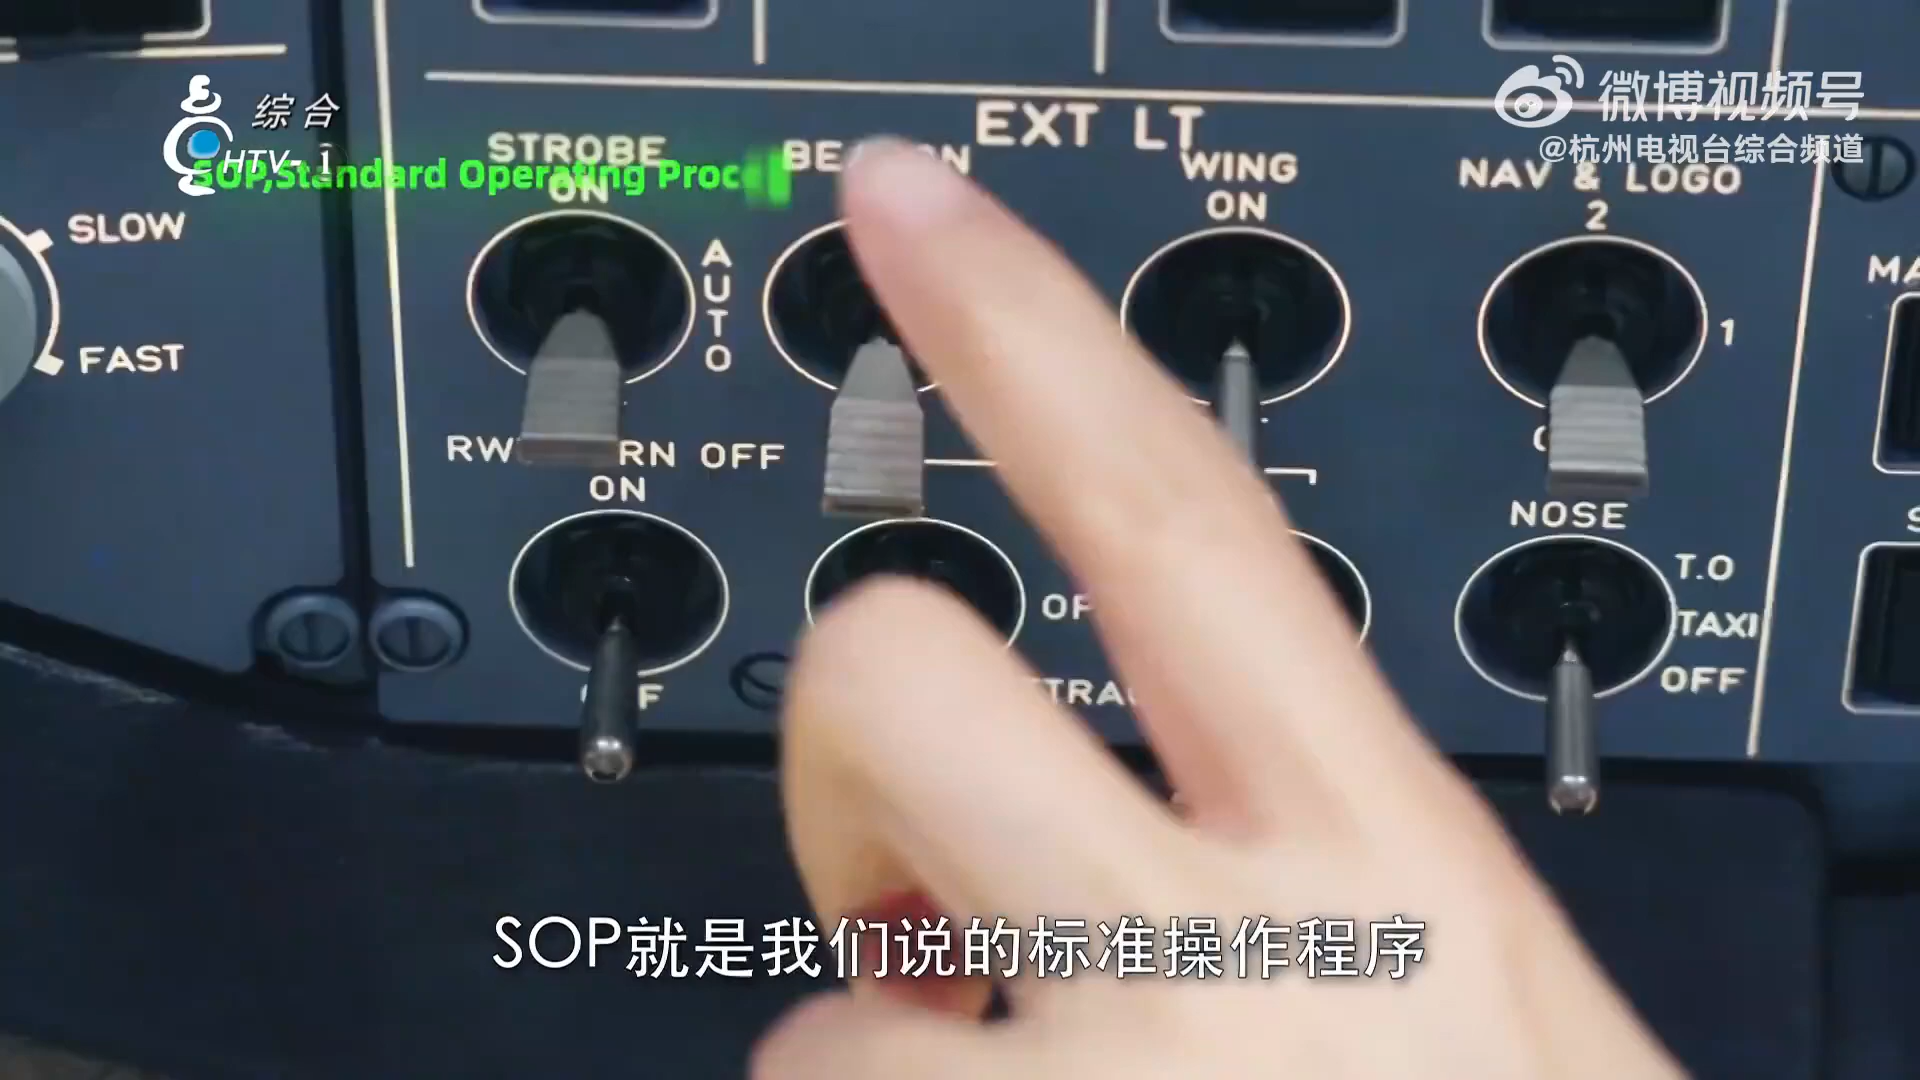 综合
HTV-1
微博视频号
@杭州电视台综合频道
SOP,Standard Operating Proc
EXT LT
STROBE
ON
AUTO
WING
ON
NAV & LOGO
2
1
SLOW
FAST
OFF
ON
NOSE
T.O
TAXI
OFF
SOP就是我们说的标准操作程序